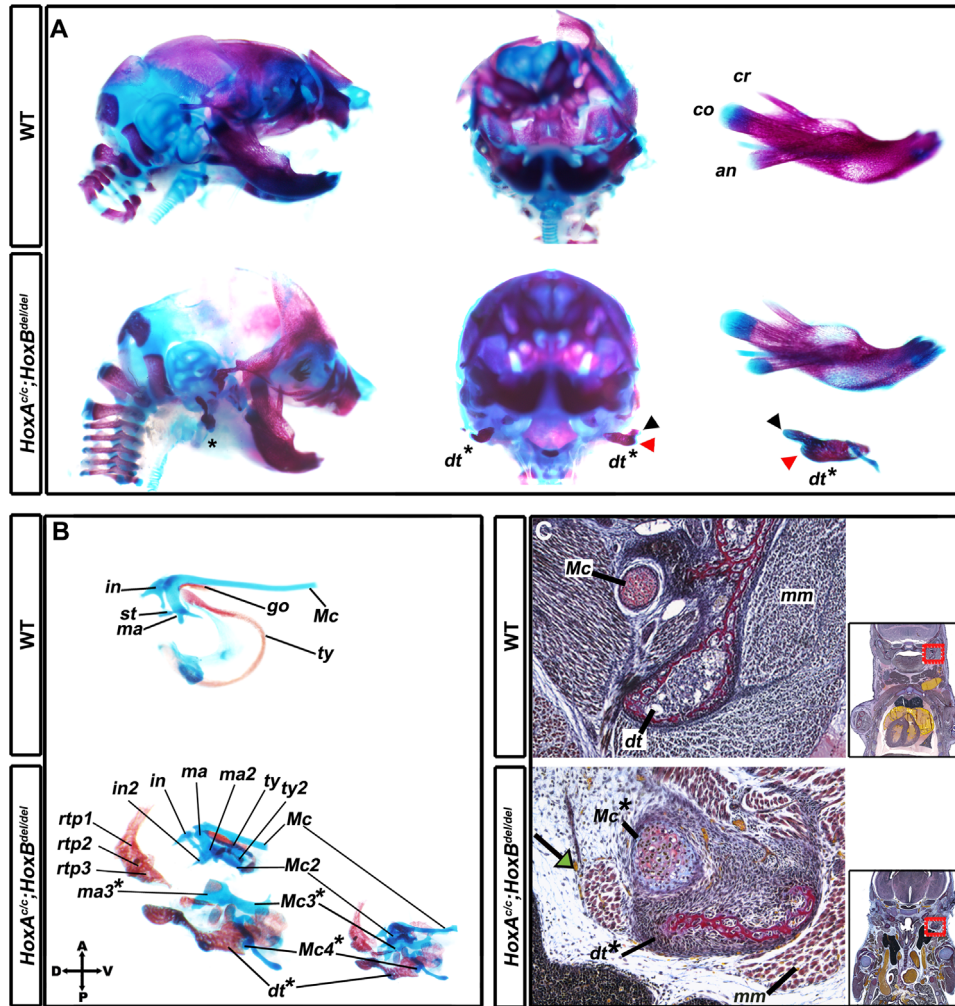 A
WT
cr
co
an
HoxA^c/c;HoxB^del/del
*
dt*
dt*
dt*
B
WT
in
st
ma
go
Mc
ty
HoxA^c/c;HoxB^del/del
in2
in
ma
ma2
ty
ty2
Mc
rtp1
rtp2
rtp3
ma3*
Mc2
Mc3*
Mc4*
dt*
A
D
V
P
C
WT
Mc
mm
dt
HoxA^c/c;HoxB^del/del
Mc*
dt*
mm